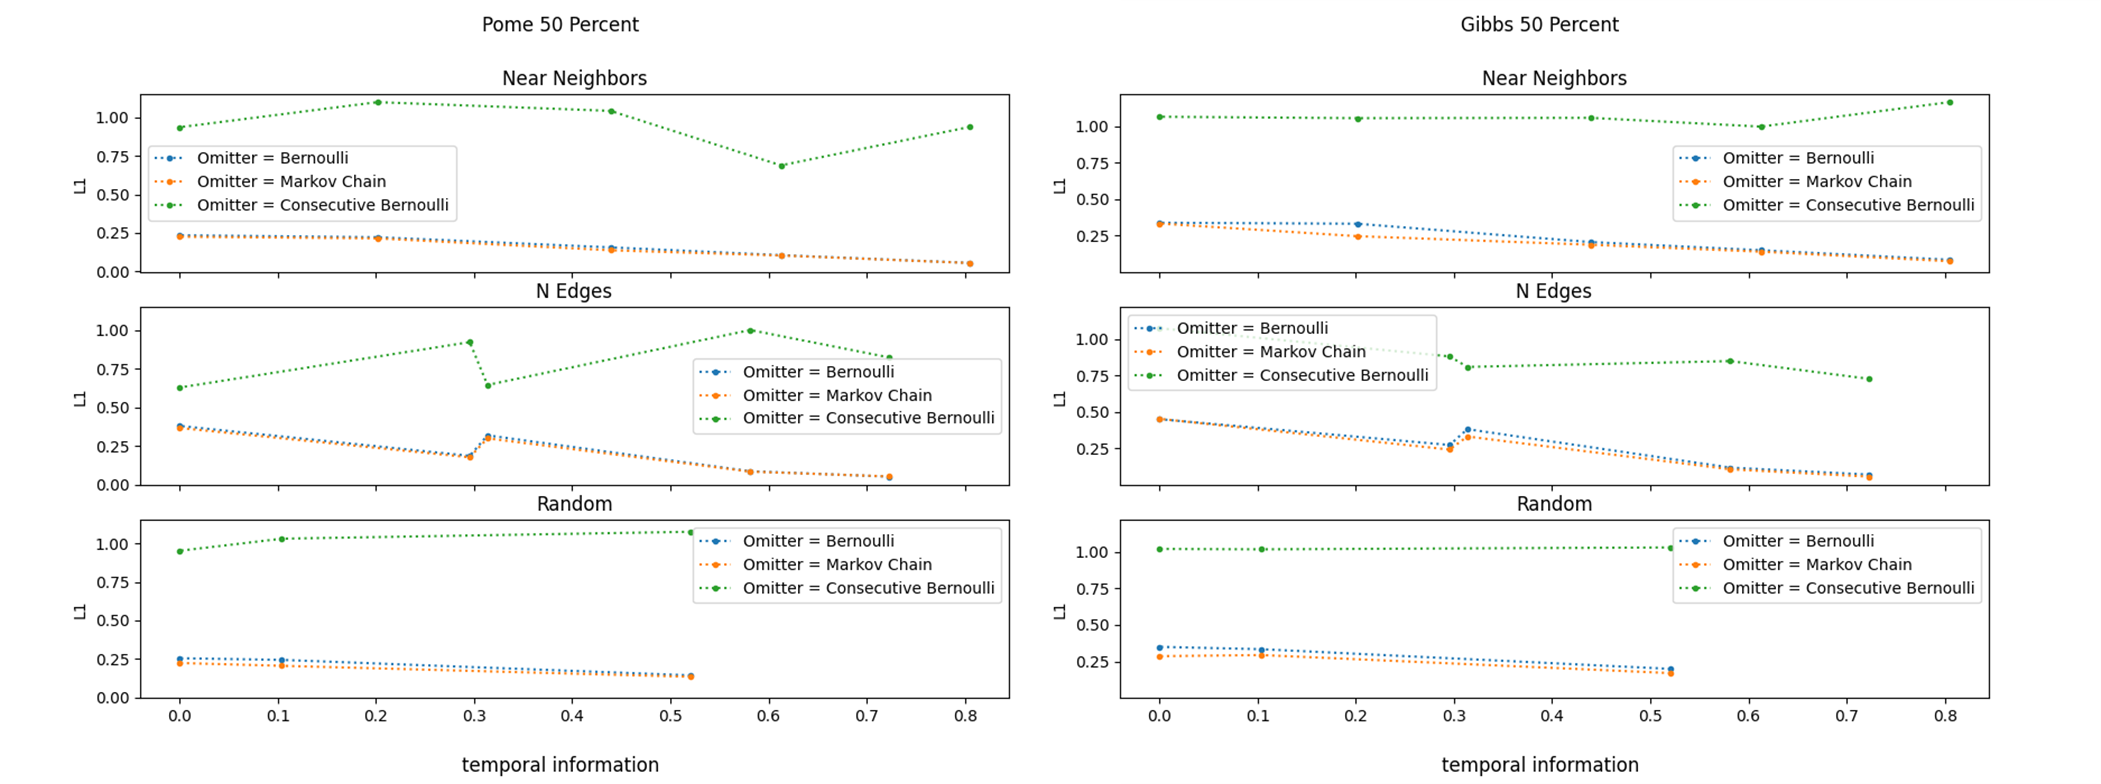 Pome 50 Percent
Near Neighbors
1.00
0.75
0.50
0.25
0.00
L1
Omitter = Bernoulli
Omitter = Markov Chain
Omitter = Consecutive Bernoulli
N Edges
1.00
0.75
0.50
0.25
0.00
L1
Omitter = Bernoulli
Omitter = Markov Chain
Omitter = Consecutive Bernoulli
Random
1.00
0.75
0.50
0.25
0.00
L1
Omitter = Bernoulli
Omitter = Markov Chain
Omitter = Consecutive Bernoulli
0.0 0.1 0.2 0.3 0.4 0.5 0.6 0.7 0.8
temporal information
Gibbs 50 Percent
Near Neighbors
1.00
0.75
0.50
0.25
L1
Omitter = Bernoulli
Omitter = Markov Chain
Omitter = Consecutive Bernoulli
N Edges
1.00
0.75
0.50
0.25
L1
Omitter = Bernoulli
Omitter = Markov Chain
Omitter = Consecutive Bernoulli
Random
1.00
0.75
0.50
0.25
L1
Omitter = Bernoulli
Omitter = Markov Chain
Omitter = Consecutive Bernoulli
0.0 0.1 0.2 0.3 0.4 0.5 0.6 0.7 0.8
temporal information